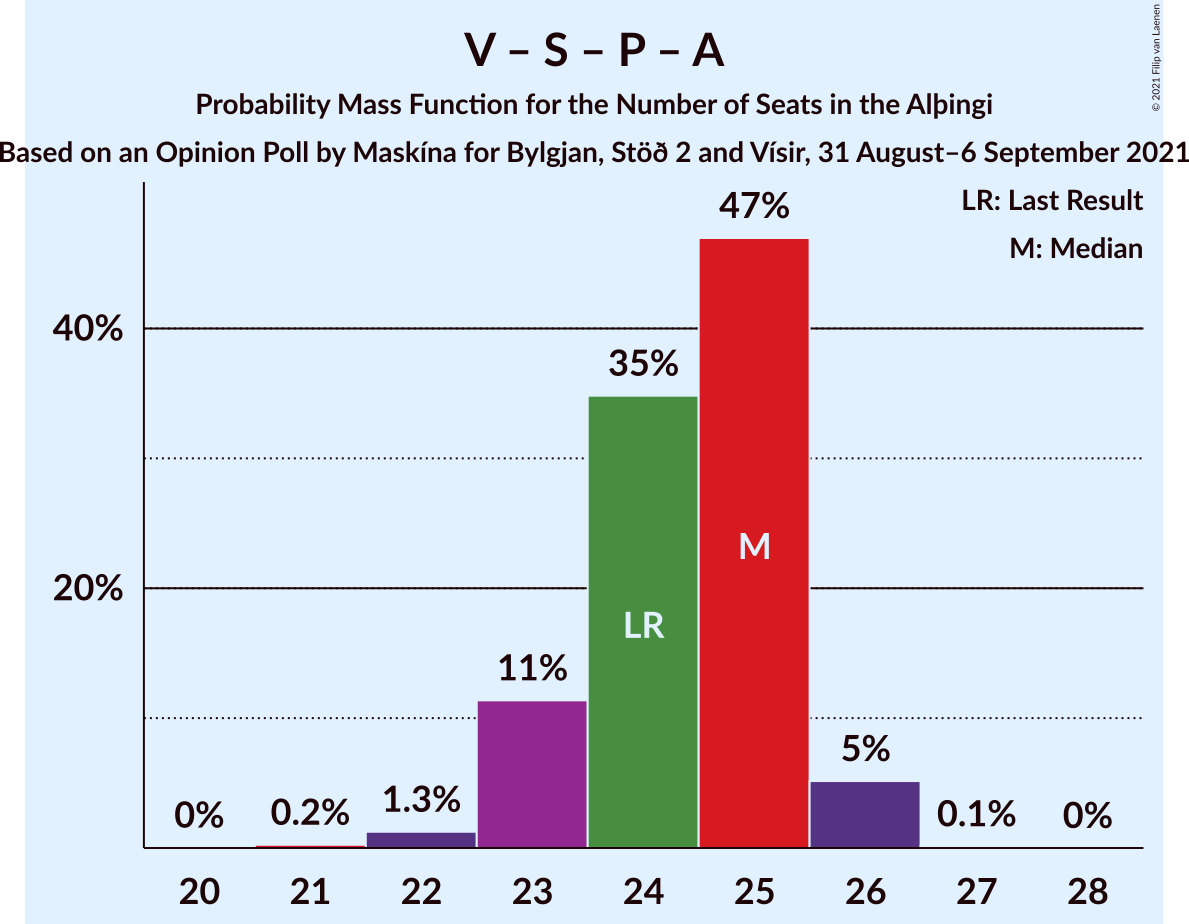 V – S – P – A
Probability Mass Function for the Number of Seats in the Alþingi
Based on an Opinion Poll by Maskína for Bylgjan, Stöð 2 and Vísir, 31 August–6 September 2021
© 2021 Filip van Laenen
LR: Last Result
M: Median
47%
40%
35%
M
20%
LR
11%
5%
1.3%
0%
0.2%
0.1%
0%
20 21 22 23 24 25 26 27 28